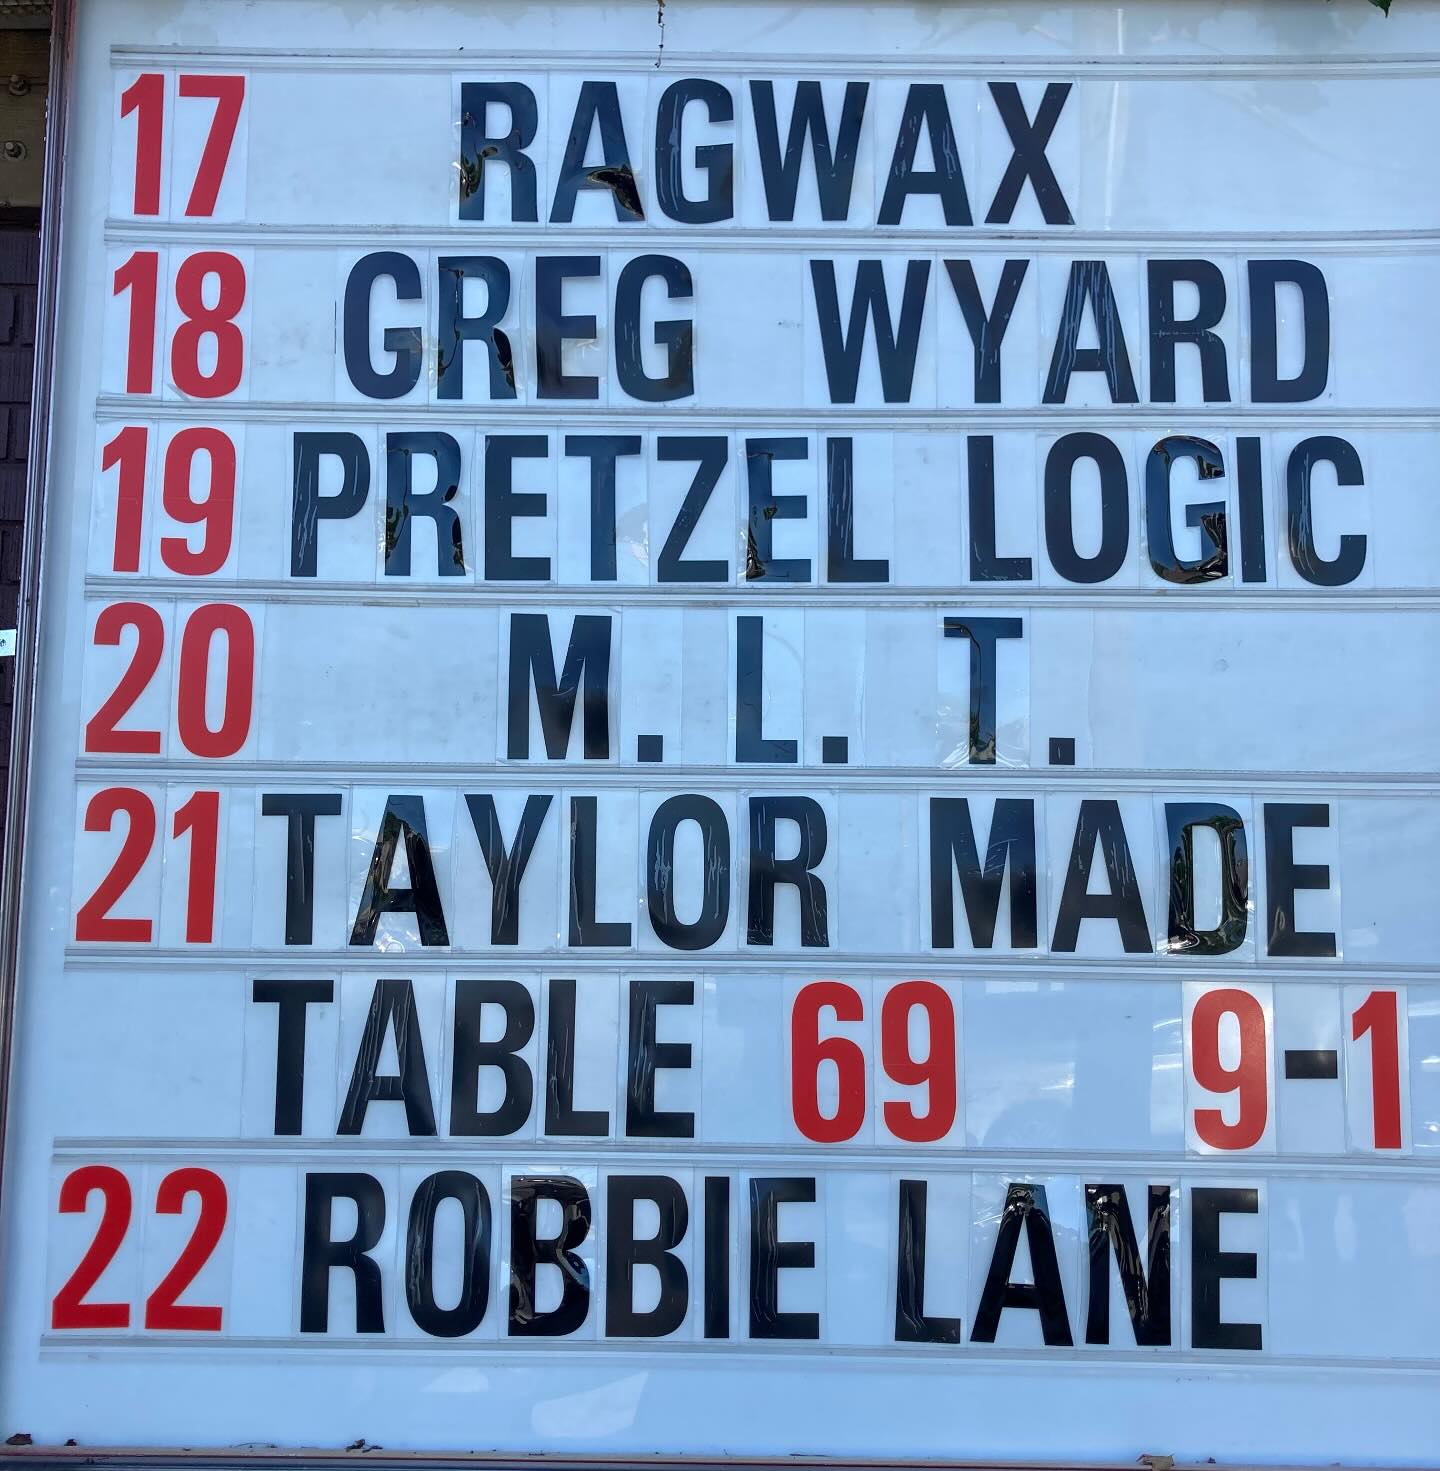 17 RAGWAX
18 GREG WYARD
19 PRETZEL LOGIC
20 M. L. T.
21 TAYLOR MADE
TABLE 69 9-1
22 ROBBIE LANE